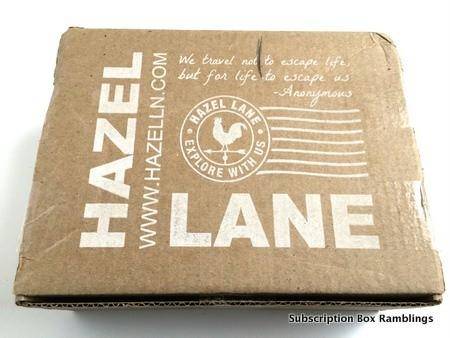 We travel not to escape life,
but for life to escape us
-Anonymous
HAZEL
WWW.HAZELLN.COM
HAZEL LANE
EXPLORE WITH US
LANE
Subscription Box Ramblings